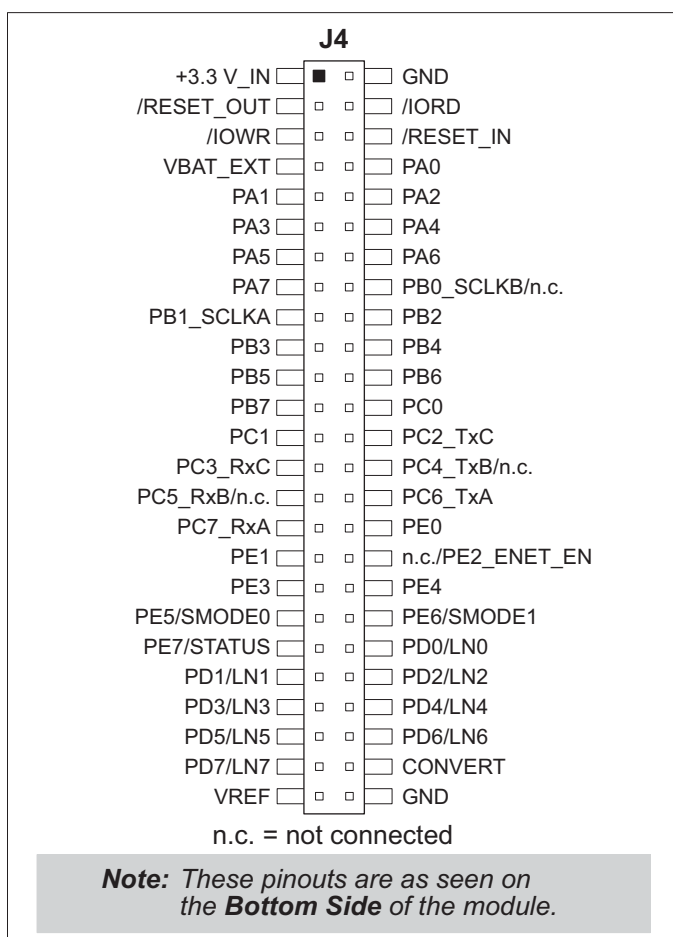 J4
+3.3 V_IN GND
/RESET_OUT /IORD
/IOWR /RESET_IN
VBAT_EXT PA0
PA1 PA2
PA3 PA4
PA5 PA6
PA7 PB0_SCLKB/n.c.
PB1_SCLKA PB2
PB3 PB4
PB5 PB6
PB7 PC0
PC1 PC2_TxC
PC3_RxC PC4_TxB/n.c.
PC5_RxB/n.c. PC6_TxA
PC7_RxA PE0
PE1 n.c./PE2_ENET_EN
PE3 PE4
PE5/SMODE0 PE6/SMODE1
PE7/STATUS PD0/LN0
PD1/LN1 PD2/LN2
PD3/LN3 PD4/LN4
PD5/LN5 PD6/LN6
PD7/LN7 CONVERT
VREF GND
n.c. = not connected
Note: These pinouts are as seen on
the Bottom Side of the module.